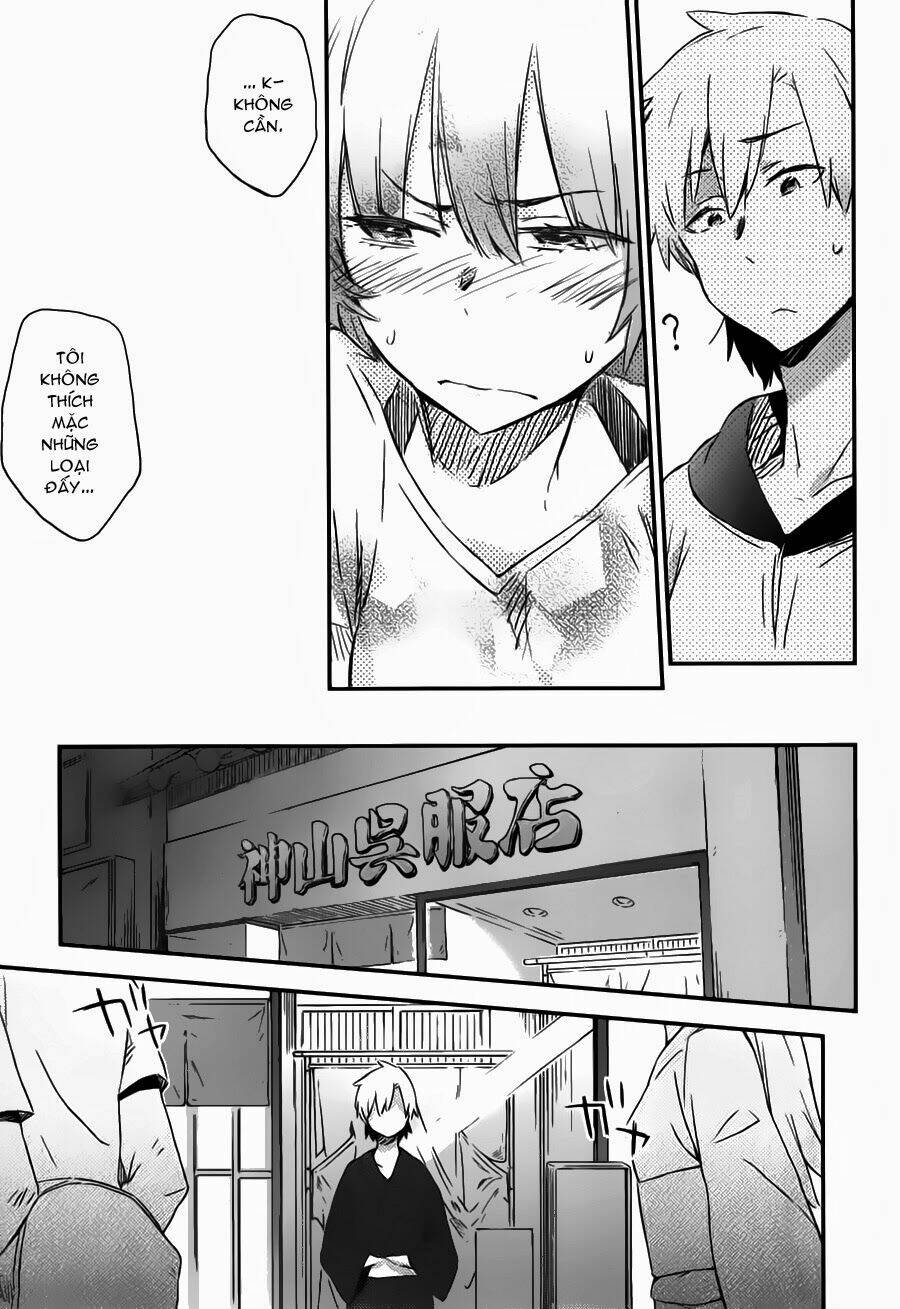 ?
... K-
KHÔNG
CẦN.
TÔI
KHÔNG
THÍCH
MẶC
NHỮNG
LOẠI
ĐẤY...
神山呉服店
ガヤ
ガヤ